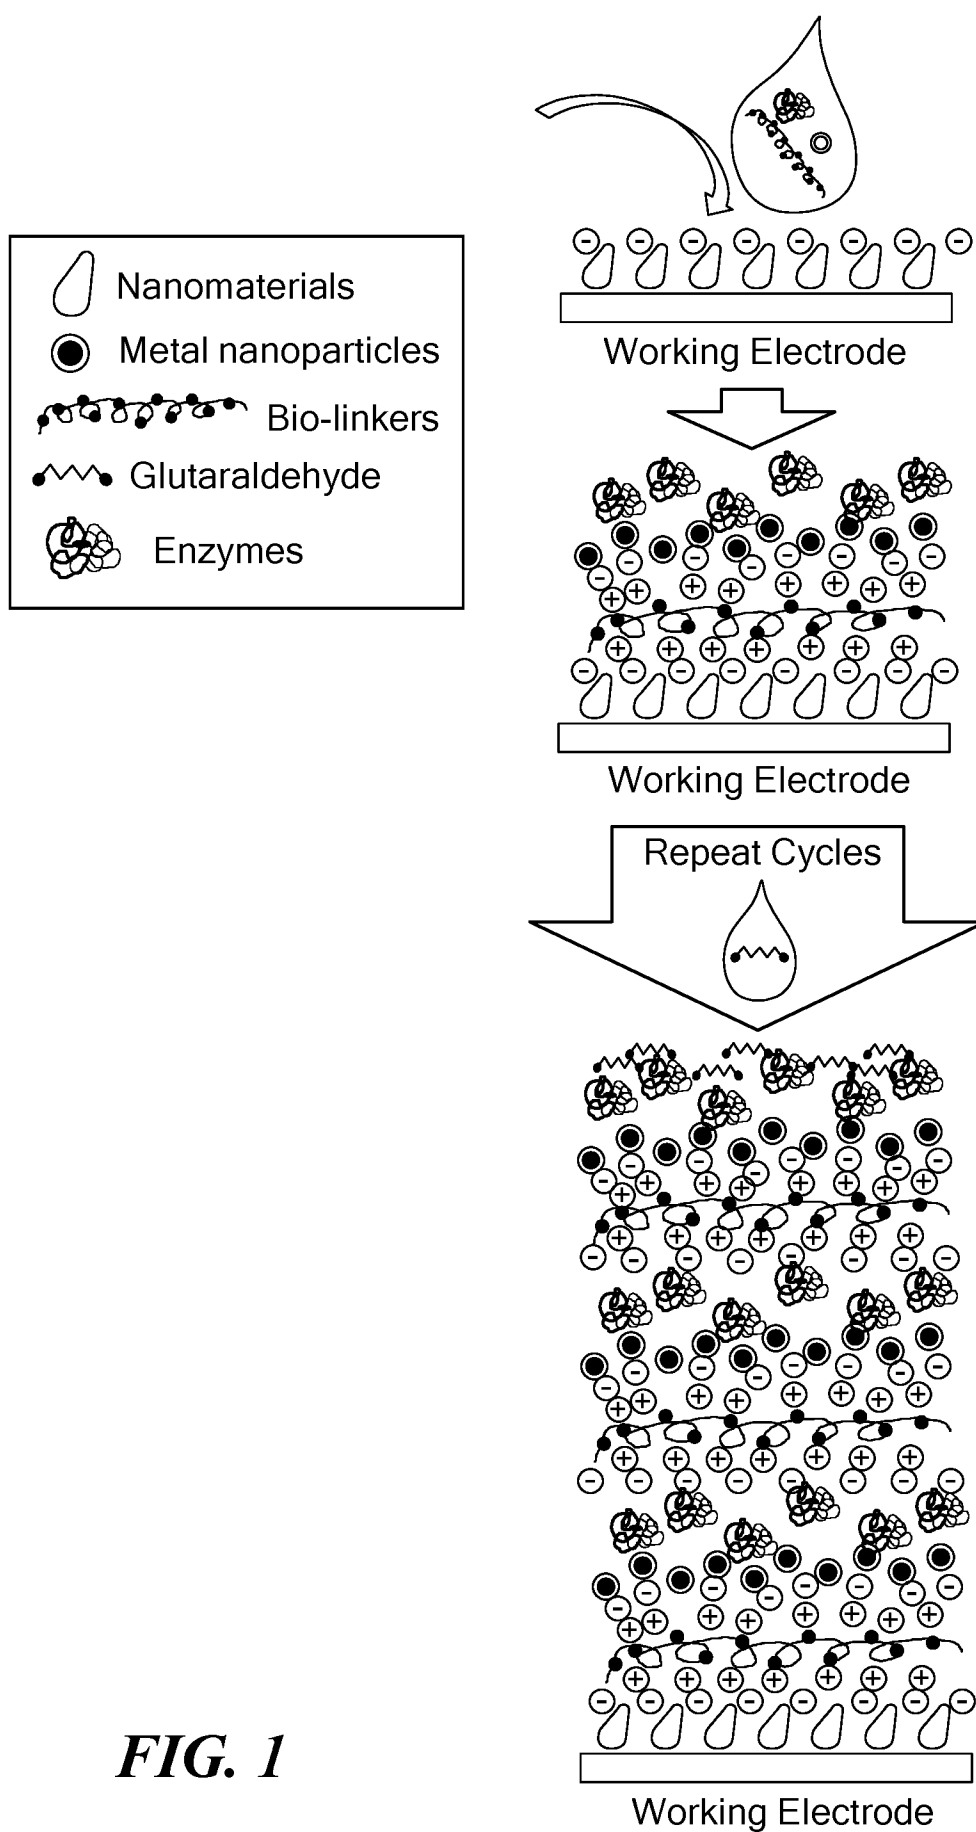 Nanomaterials
Metal nanoparticles
Bio-linkers
Glutaraldehyde
Enzymes
Working Electrode
Working Electrode
Repeat Cycles
Working Electrode
FIG. 1